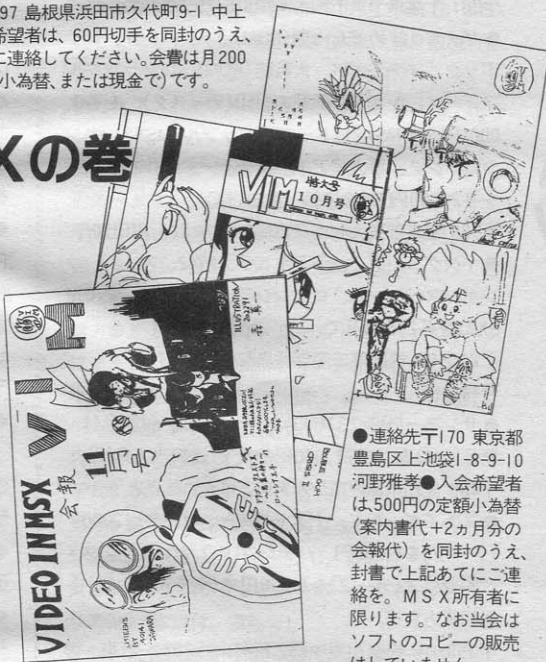 97 島根県浜田市久代町9-1 中上
希望者は、60円切手を同封のうえ、
に連絡してください。会費は月200
小為替、または現金で)です。
Xの巻
VIM
特大号
10月号
VIDEO IN MSX VIM
会報
11月号
ILLUSTRATION
●連絡先〒170 東京都
豊島区上池袋1-8-9-10
河野雅孝●入会希望者
は、500円の定額小為替
(案内書代+2ヵ月分の
会報代)を同封のうえ、
封書で上記あてにご連
絡を。MSX所有者に
限ります。なお当会は
ソフトのコピーの販売
はしていません